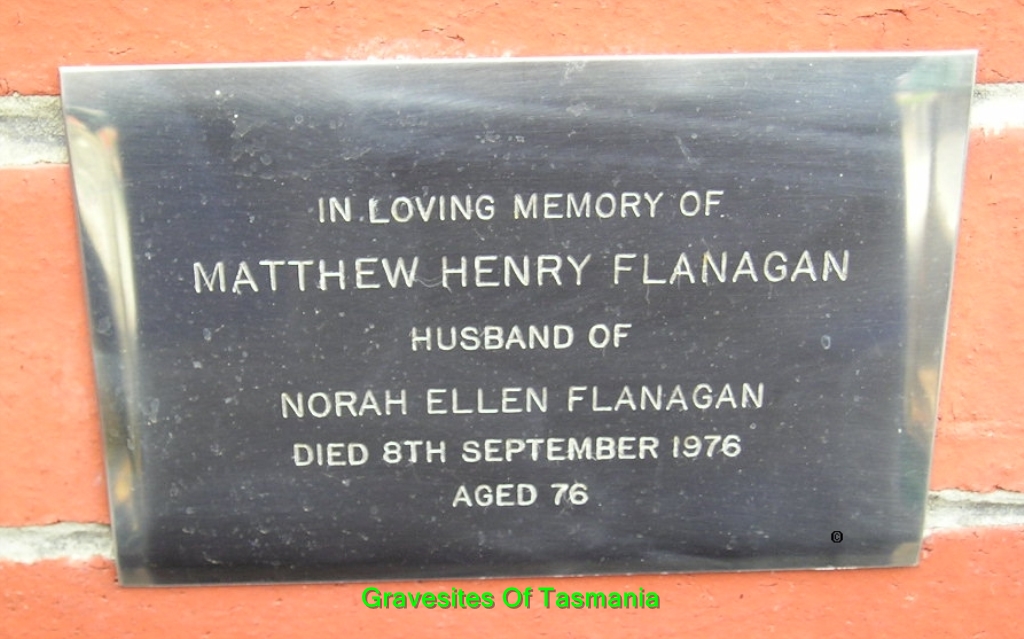 IN LOVING MEMORY OF
MATTHEW HENRY FLANAGAN
HUSBAND OF
NORAH ELLEN FLANAGAN
DIED 8TH SEPTEMBER 1976
AGED 76
©
Gravesites Of Tasmania